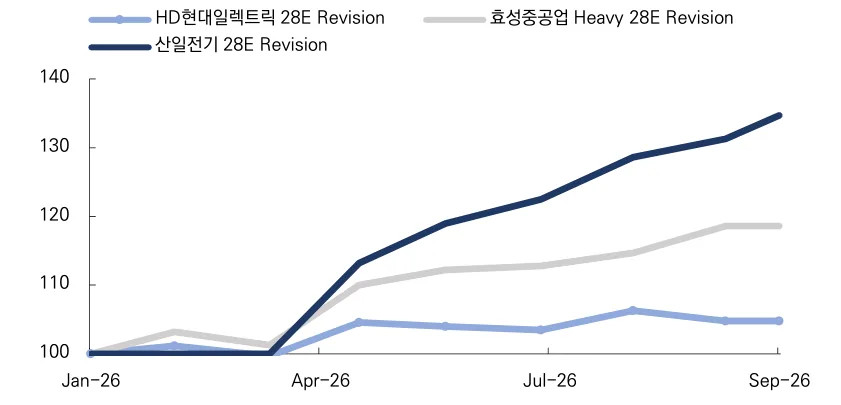 HD현대일렉트릭 28E Revision
효성중공업 Heavy 28E Revision
산일전기 28E Revision
140
130
120
110
100
Jan-26
Apr-26
Jul-26
Sep-26